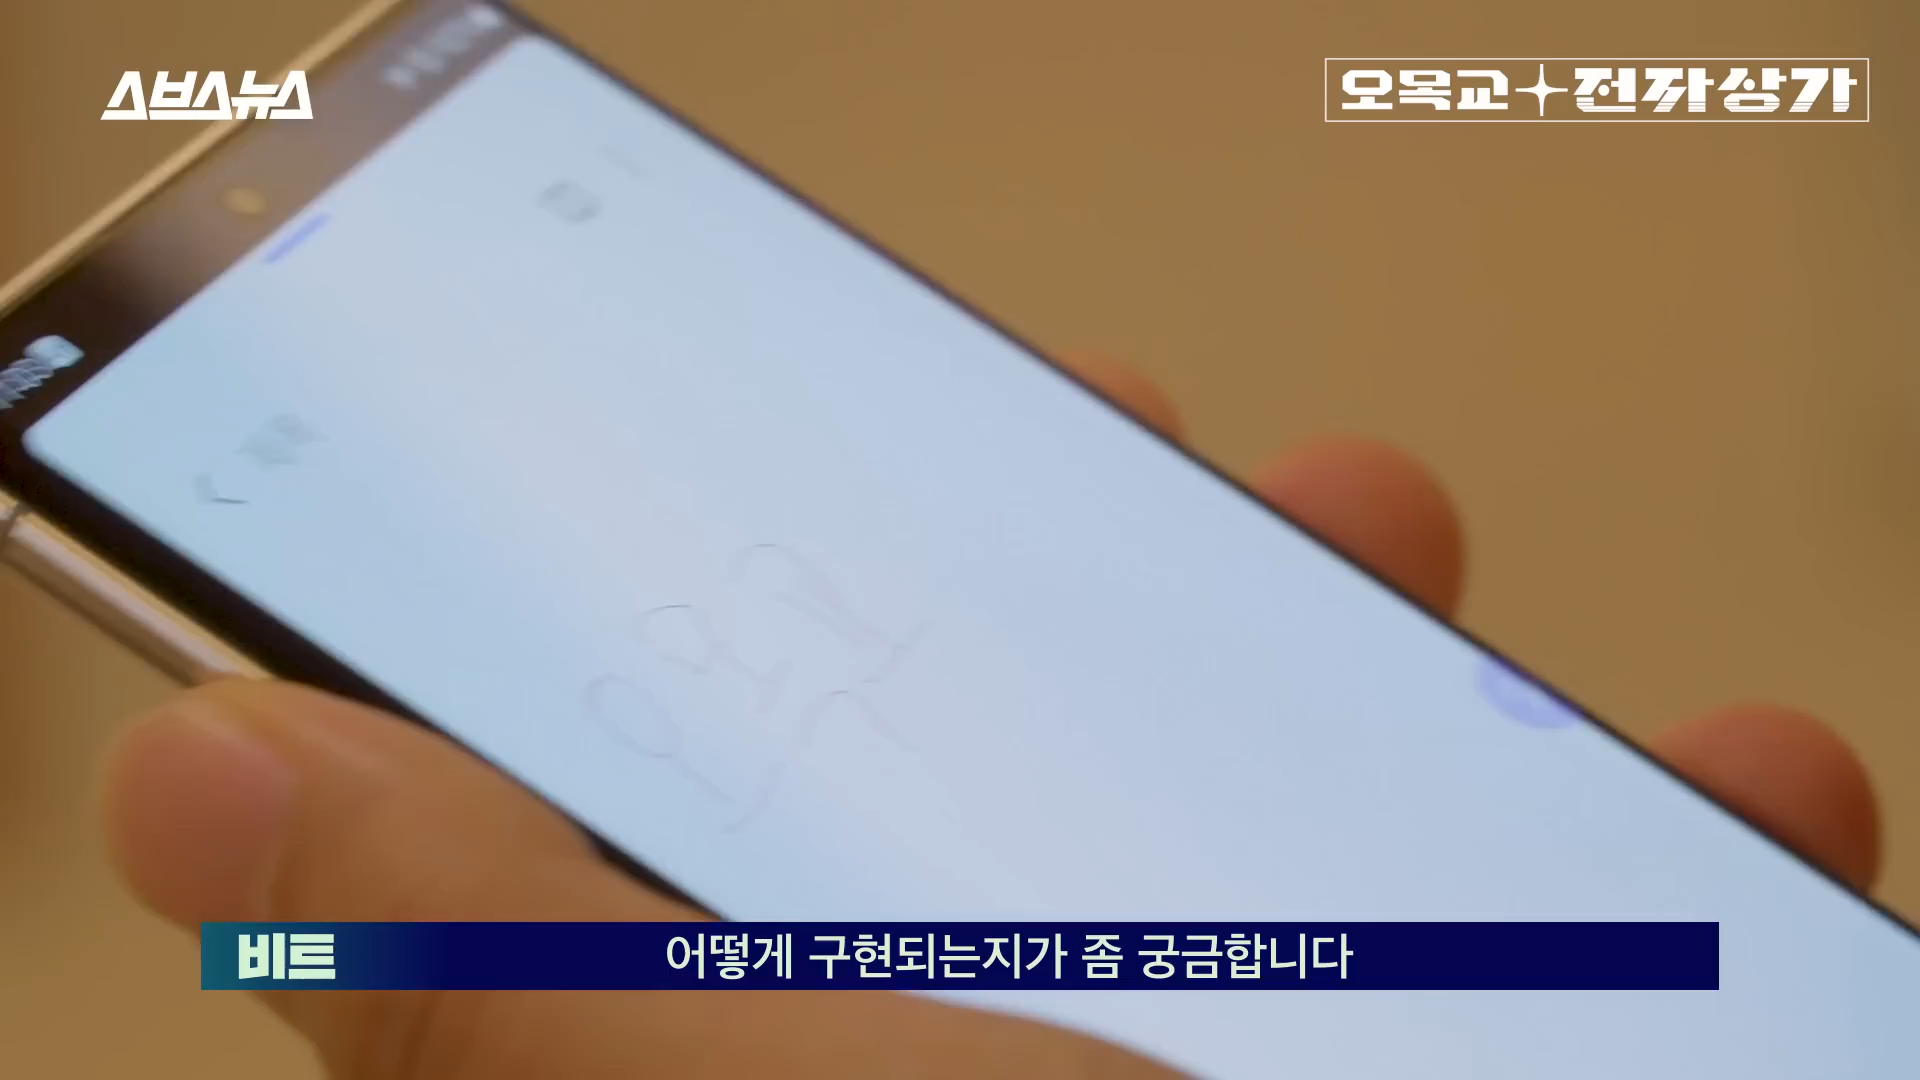 스브스뉴스
오목교 전자상가
비트
어떻게 구현되는지가 좀 궁금합니다